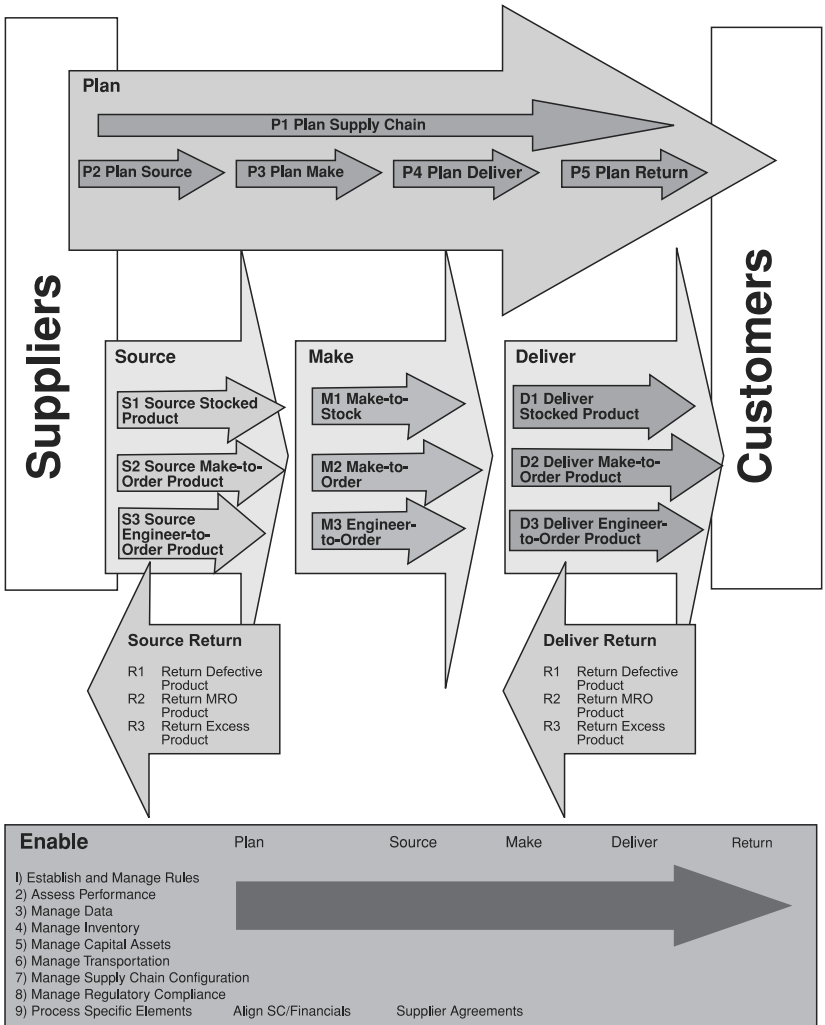 Suppliers
Customers
Plan
P1 Plan Supply Chain
P2 Plan Source
P3 Plan Make
P4 Plan Deliver
P5 Plan Return
Source
S1 Source Stocked
Product
S2 Source Make-to-
Order Product
S3 Source
Engineer-to-
Order Product
Make
M1 Make-to-
Stock
M2 Make-to-
Order
M3 Engineer-
to-Order
Deliver
D1 Deliver
Stocked Product
D2 Deliver Make-to-
Order Product
D3 Deliver Engineer-
to-Order Product
Source Return
R1 Return Defective
Product
R2 Return MRO
Product
R3 Return Excess
Product
Deliver Return
R1 Return Defective
Product
R2 Return MRO
Product
R3 Return Excess
Product
Enable Plan Source Make Deliver Return
1) Establish and Manage Rules
2) Assess Performance
3) Manage Data
4) Manage Inventory
5) Manage Capital Assets
6) Manage Transportation
7) Manage Supply Chain Configuration
8) Manage Regulatory Compliance
9) Process Specific Elements Align SC/Financials Supplier Agreements